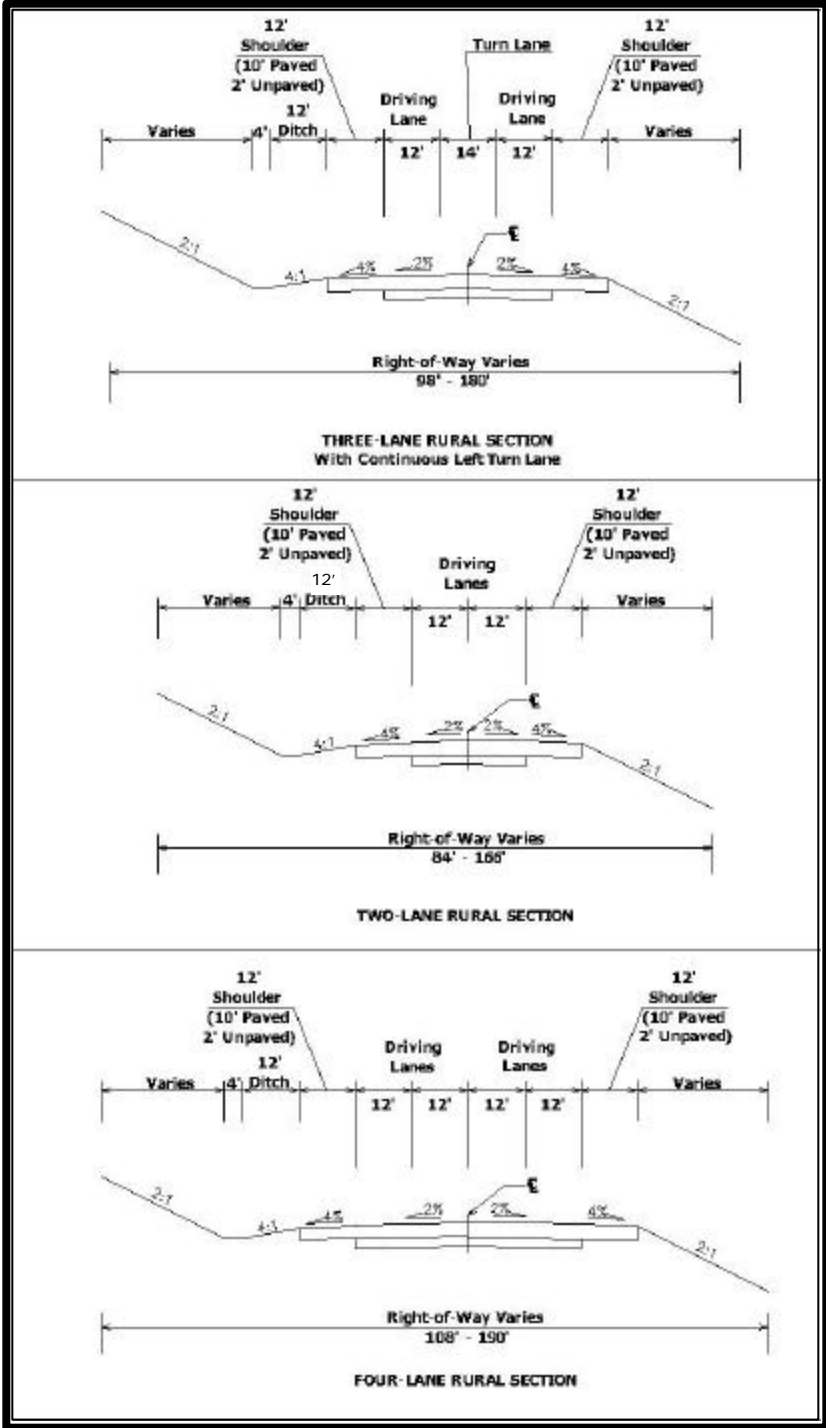 12'
Shoulder
(10' Paved
2' Unpaved)
Turn Lane
12'
Shoulder
(10' Paved
2' Unpaved)
Driving
Lane
Driving
Lane
Varies
4'
12'
Ditch
12'
14'
12'
Varies
℄
2:1
4:1
4%
2%
2%
4%
2:1
Right-of-Way Varies
98' - 180'
THREE-LANE RURAL SECTION
With Continuous Left Turn Lane
12'
Shoulder
(10' Paved
2' Unpaved)
12'
Shoulder
(10' Paved
2' Unpaved)
Driving
Lanes
Varies
4'
12'
Ditch
12'
12'
Varies
℄
2:1
4:1
4%
2%
2%
4%
2:1
Right-of-Way Varies
84' - 166'
TWO-LANE RURAL SECTION
12'
Shoulder
(10' Paved
2' Unpaved)
12'
Shoulder
(10' Paved
2' Unpaved)
Driving
Lanes
Driving
Lanes
Varies
4'
12'
Ditch
12'
12'
12'
12'
Varies
℄
2:1
4:1
4%
2%
2%
4%
2:1
Right-of-Way Varies
108' - 190'
FOUR-LANE RURAL SECTION